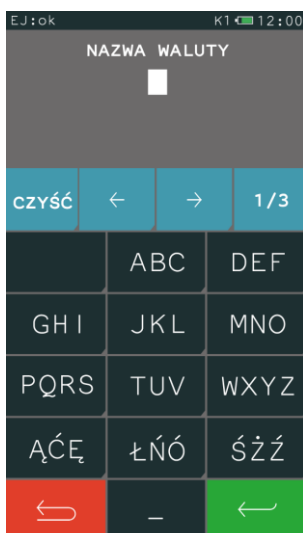 EJ:ok K1 12:00
NAZWA WALUTY
CZYŚĆ ← → 1/3
ABC DEF
GHI JKL MNO
PQRS TUV WXYZ
ĄĆĘ ŁŃÓ ŚŻŹ
_